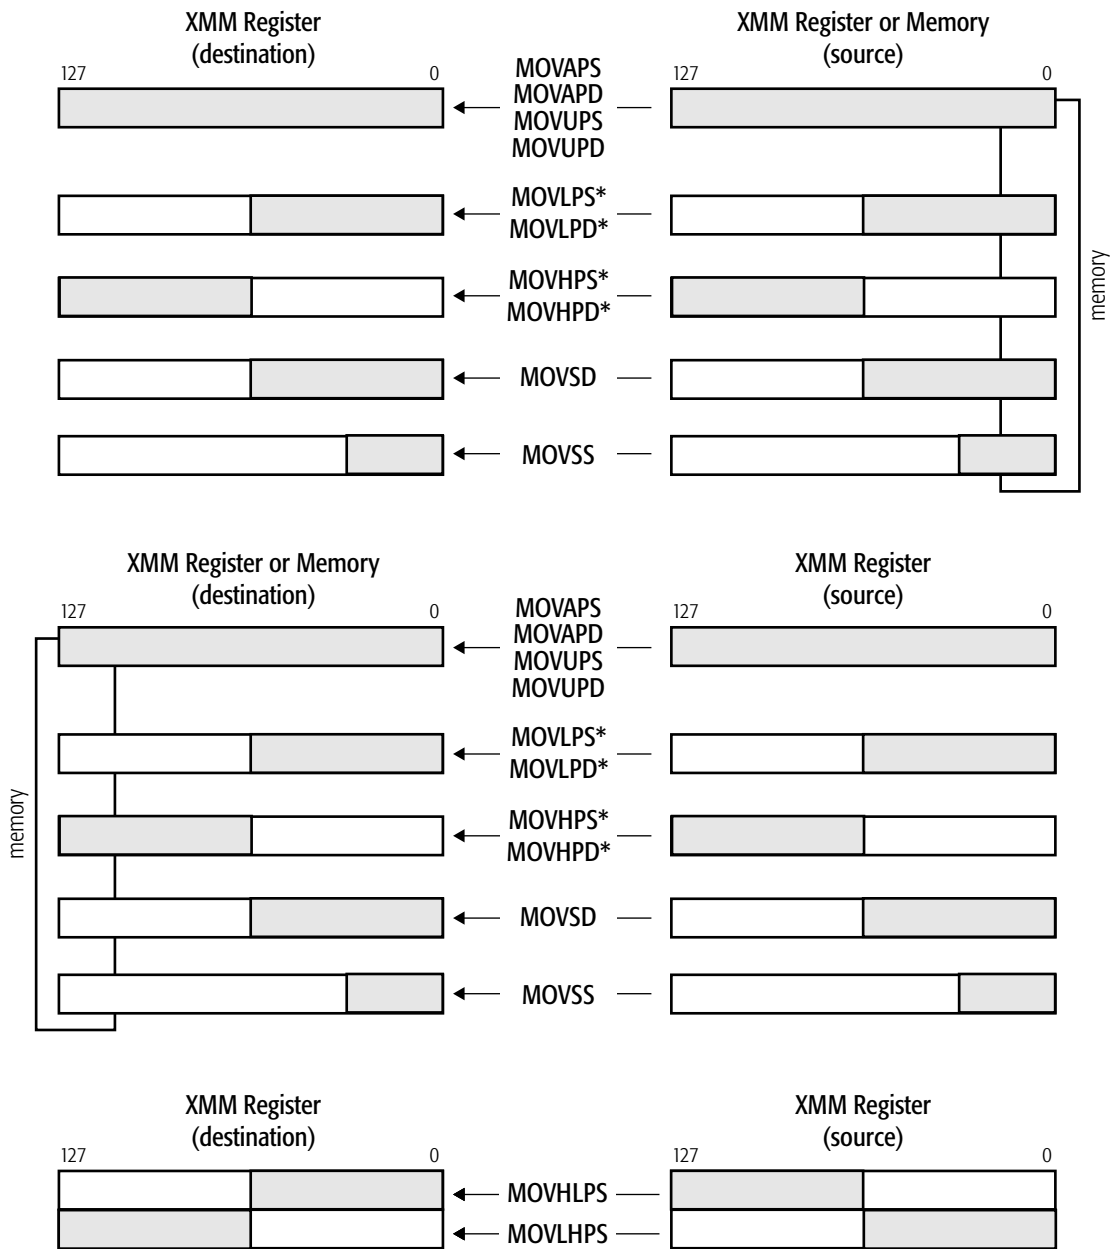 XMM Register
(destination)
XMM Register or Memory
(source)
127
0
127
0
MOVAPS
MOVAPD
MOVUPS
MOVUPD
MOVLPS*
MOVLPD*
MOVHPS*
MOVHPD*
MOVSD
MOVSS
memory
XMM Register or Memory
(destination)
XMM Register
(source)
127
0
127
0
MOVAPS
MOVAPD
MOVUPS
MOVUPD
MOVLPS*
MOVLPD*
MOVHPS*
MOVHPD*
MOVSD
MOVSS
memory
XMM Register
(destination)
XMM Register
(source)
127
0
127
0
MOVHLPS
MOVLHPS